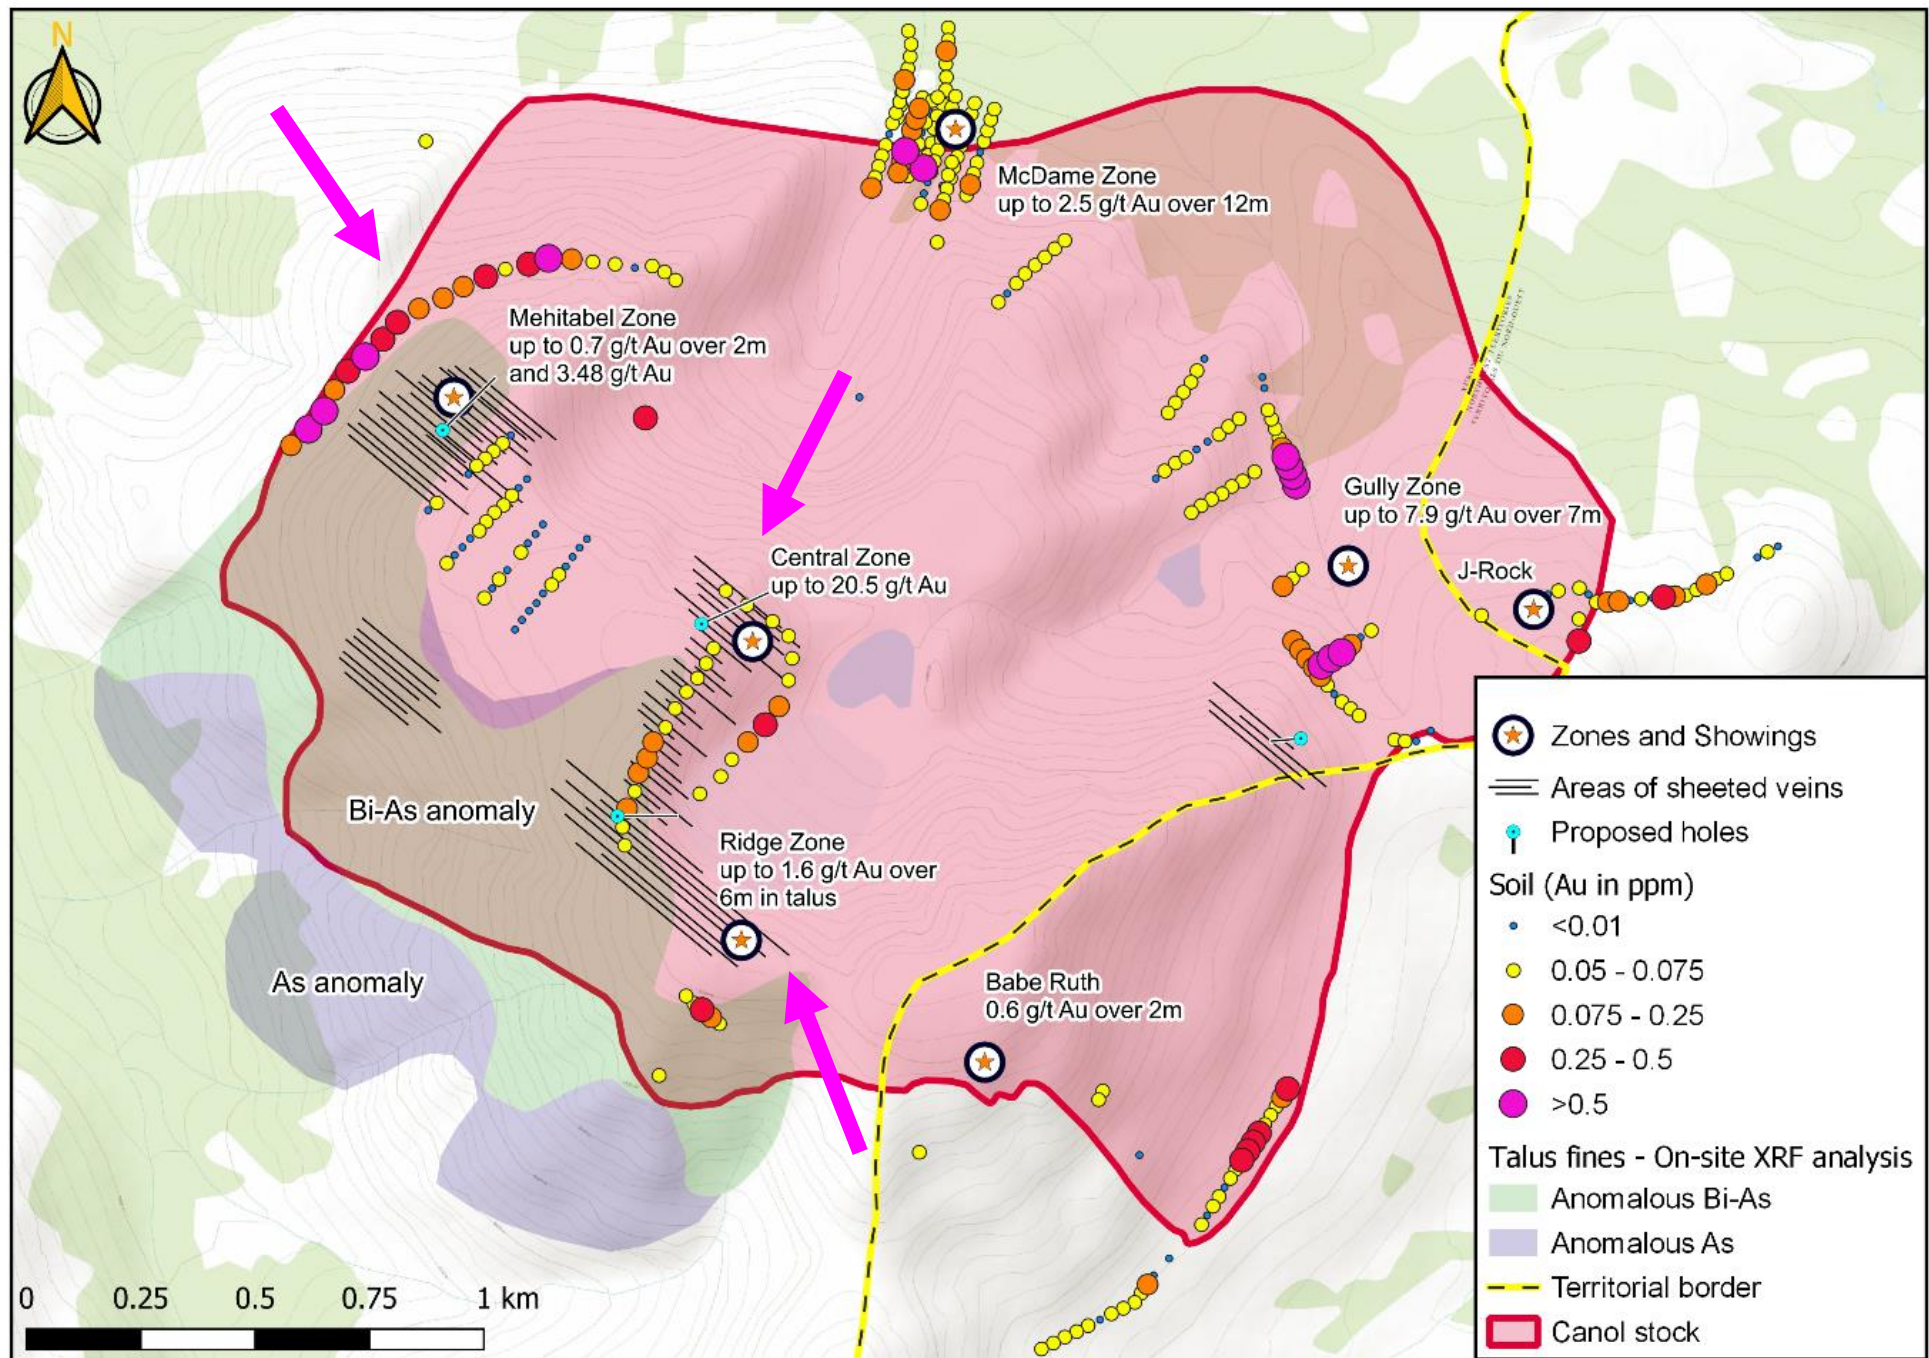 N
McDame Zone
up to 2.5 g/t Au over 12m
Mehitabel Zone
up to 0.7 g/t Au over 2m
and 3.48 g/t Au
Central Zone
up to 20.5 g/t Au
Gully Zone
up to 7.9 g/t Au over 7m
J-Rock
Bi-As anomaly
Ridge Zone
up to 1.6 g/t Au over
6m in talus
As anomaly
Babe Ruth
0.6 g/t Au over 2m
0 0.25 0.5 0.75 1 km
Zones and Showings
Areas of sheeted veins
Proposed holes
Soil (Au in ppm)
<0.01
0.05 - 0.075
0.075 - 0.25
0.25 - 0.5
>0.5
Talus fines - On-site XRF analysis
Anomalous Bi-As
Anomalous As
Territorial border
Canol stock